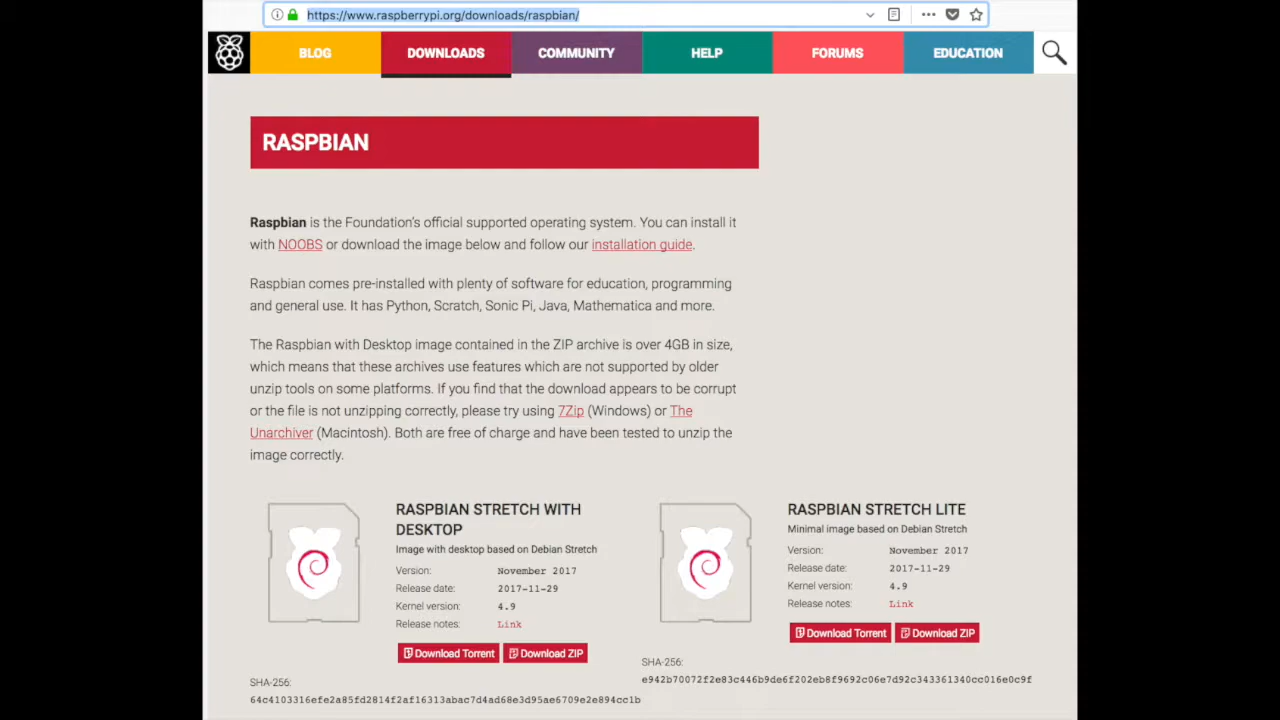 https://www.raspberrypi.org/downloads/raspbian/
BLOG DOWNLOADS COMMUNITY HELP FORUMS EDUCATION
RASPBIAN
Raspbian is the Foundation's official supported operating system. You can install it
with NOOBS or download the image below and follow our installation guide.
Raspbian comes pre-installed with plenty of software for education, programming
and general use. It has Python, Scratch, Sonic Pi, Java, Mathematica and more.
The Raspbian with Desktop image contained in the ZIP archive is over 4GB in size,
which means that these archives use features which are not supported by older
unzip tools on some platforms. If you find that the download appears to be corrupt
or the file is not unzipping correctly, please try using 7Zip (Windows) or The
Unarchiver (Macintosh). Both are free of charge and have been tested to unzip the
image correctly.
RASPBIAN STRETCH WITH
DESKTOP
Image with desktop based on Debian Stretch
Version: November 2017
Release date: 2017-11-29
Kernel version: 4.9
Release notes: Link
Download Torrent Download ZIP
SHA-256:
64c4103316efe2a85fd2814f2af16313abac7d4ad68e3d95ae6709e2e894cc1b
RASPBIAN STRETCH LITE
Minimal image based on Debian Stretch
Version: November 2017
Release date: 2017-11-29
Kernel version: 4.9
Release notes: Link
Download Torrent Download ZIP
SHA-256:
e942b70072f2e83c446b9de6f202eb8f9692c06e7d92c343361340cc016e0c9f